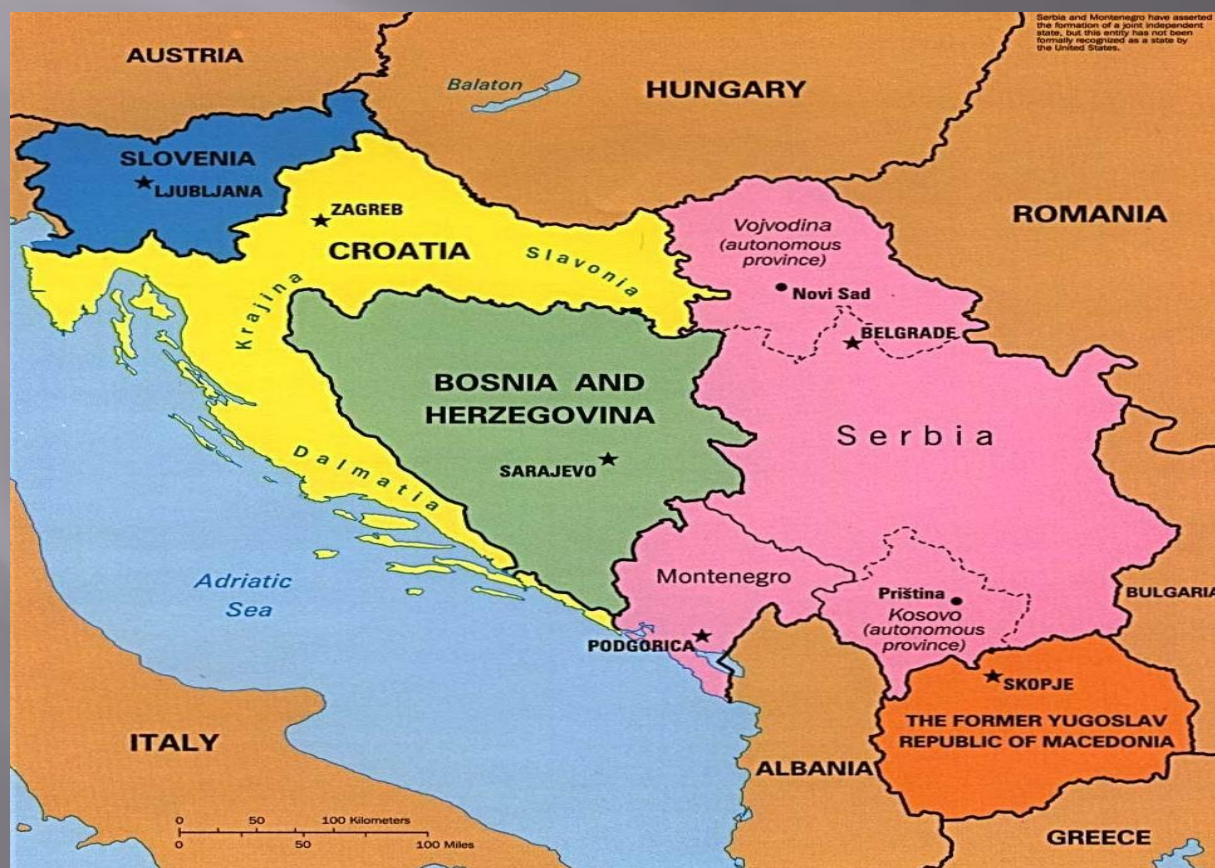 Serbia and Montenegro have asserted
the formation of a joint independent
state, but this entity has not been
formally recognized as a state by
the United States.
AUSTRIA
Balaton
HUNGARY
SLOVENIA
LJUBLJANA
ZAGREB
CROATIA
Slavonia
Krajina
Vojvodina
(autonomous
province)
Novi Sad
ROMANIA
BELGRADE
BOSNIA AND
HERZEGOVINA
SARAJEVO
Serbia
Dalmatia
Adriatic
Sea
Montenegro
Priština
Kosovo
(autonomous
province)
BULGARIA
PODGORICA
SKOPJE
THE FORMER YUGOSLAV
REPUBLIC OF MACEDONIA
ITALY
ALBANIA
GREECE
0 50 100 Kilometers
0 50 100 Miles